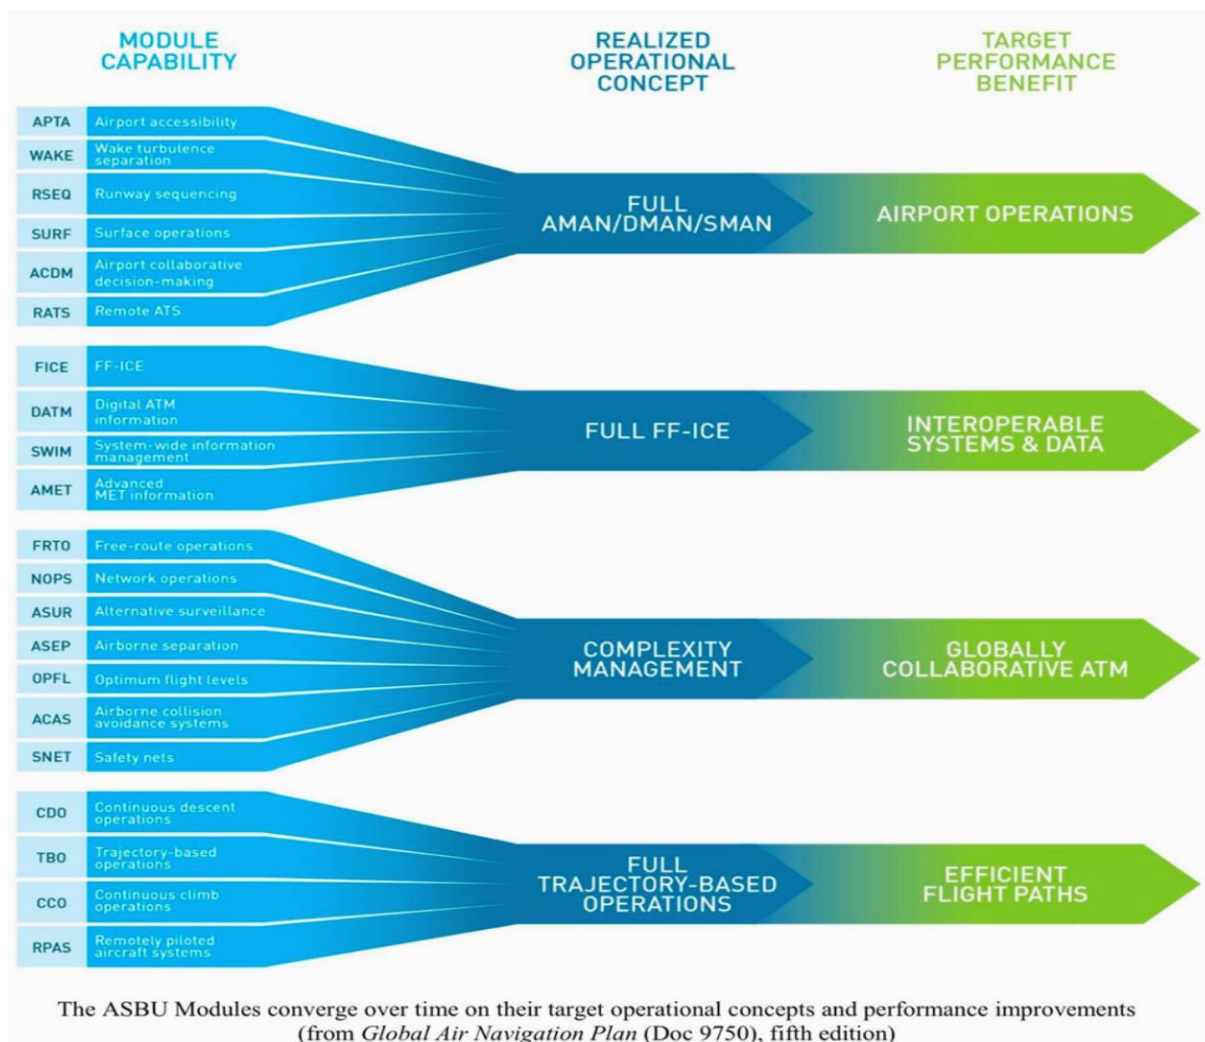 MODULE
CAPABILITY
REALIZED
OPERATIONAL
CONCEPT
TARGET
PERFORMANCE
BENEFIT
APTA
Airport accessibility
WAKE
Wake turbulence
separation
RSEQ
Runway sequencing
SURF
Surface operations
ACDM
Airport collaborative
decision-making
RATS
Remote ATS
FULL
AMAN/DMAN/SMAN
AIRPORT OPERATIONS
FICE
FF-ICE
DATM
Digital ATM
information
SWIM
System-wide information
management
AMET
Advanced
MET information
FULL FF-ICE
INTEROPERABLE
SYSTEMS & DATA
FRTO
Free-route operations
NOPS
Network operations
ASUR
Alternative surveillance
ASEP
Airborne separation
OPFL
Optimum flight levels
ACAS
Airborne collision
avoidance systems
SNET
Safety nets
COMPLEXITY
MANAGEMENT
GLOBALLY
COLLABORATIVE ATM
CDO
Continuous descent
operations
TBO
Trajectory-based
operations
CCO
Continuous climb
operations
RPAS
Remotely piloted
aircraft systems
FULL
TRAJECTORY-BASED
OPERATIONS
EFFICIENT
FLIGHT PATHS
The ASBU Modules converge over time on their target operational concepts and performance improvements
(from Global Air Navigation Plan (Doc 9750), fifth edition)